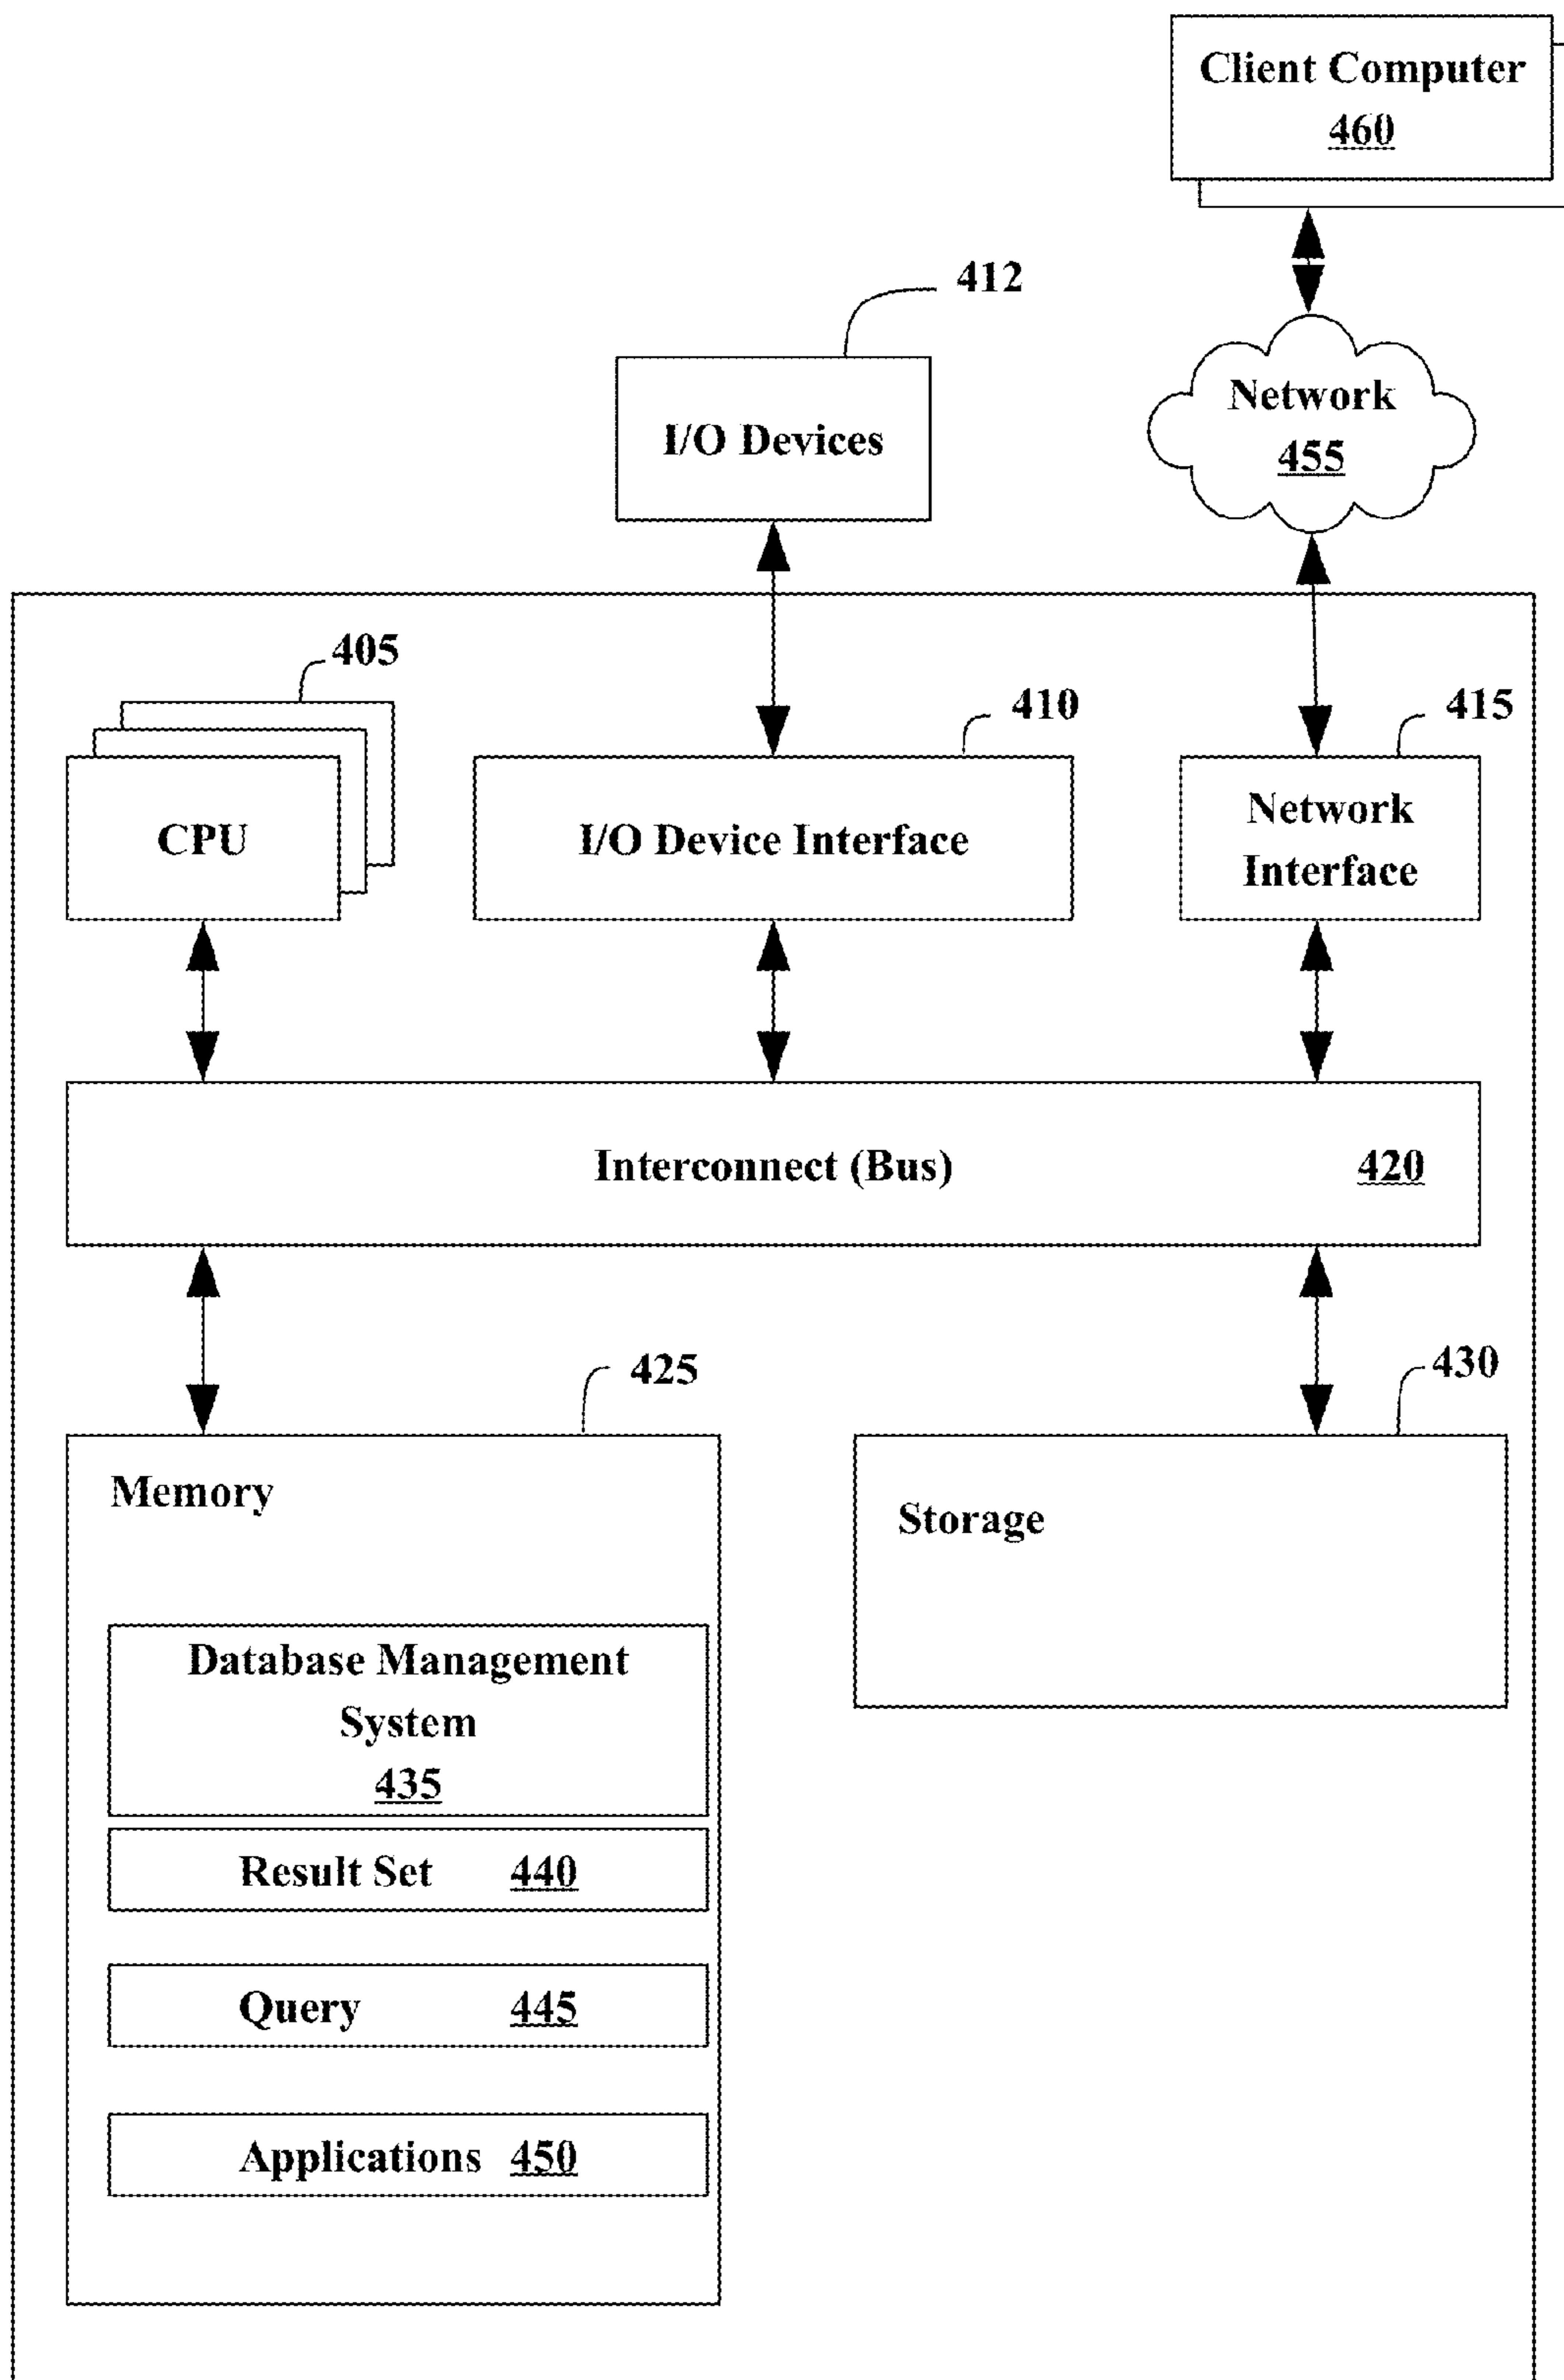 Client Computer
460
412
I/O Devices
Network
455
405
410
415
CPU
I/O Device Interface
Network
Interface
Interconnect (Bus)
420
425
430
Memory
Storage
Database Management
System
435
Result Set 440
Query 445
Applications 450